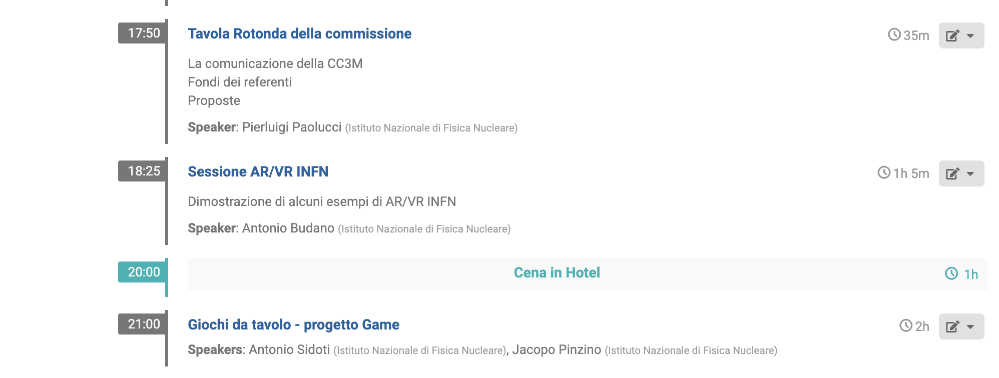 17:50 Tavola Rotonda della commissione 35m
La comunicazione della CC3M
Fondi dei referenti
Proposte
Speaker: Pierluigi Paolucci (Istituto Nazionale di Fisica Nucleare)
18:25 Sessione AR/VR INFN 1h 5m
Dimostrazione di alcuni esempi di AR/VR INFN
Speaker: Antonio Budano (Istituto Nazionale di Fisica Nucleare)
20:00 Cena in Hotel 1h
21:00 Giochi da tavolo - progetto Game 2h
Speakers: Antonio Sidoti (Istituto Nazionale di Fisica Nucleare), Jacopo Pinzino (Istituto Nazionale di Fisica Nucleare)